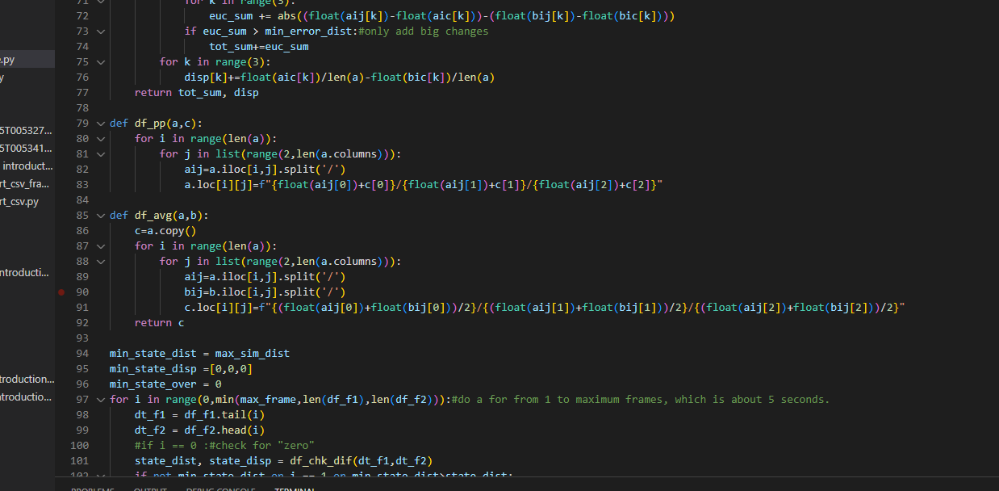 .py
y
5T005327...
5T005341...
introduct...
rt_csv_fra...
rt_csv.py
ntroducti...
troduction...
ntroductio...
71 for k in range(3):
72 euc_sum += abs((float(aij[k])-float(aic[k]))-(float(bij[k])-float(bic[k])))
73 if euc_sum > min_error_dist:#only add big changes
74 tot_sum+=euc_sum
75 for k in range(3):
76 disp[k]+=float(aic[k])/len(a)-float(bic[k])/len(a)
77 return tot_sum, disp
78
79 def df_pp(a,c):
80 for i in range(len(a)):
81 for j in list(range(2,len(a.columns))):
82 aij=a.iloc[i,j].split('/')
83 a.loc[i][j]=f"{float(aij[0])+c[0]}/{float(aij[1])+c[1]}/{float(aij[2])+c[2]}"
84
85 def df_avg(a,b):
86 c=a.copy()
87 for i in range(len(a)):
88 for j in list(range(2,len(a.columns))):
89 aij=a.iloc[i,j].split('/')
90 bij=b.iloc[i,j].split('/')
91 c.loc[i][j]=f"{(float(aij[0])+float(bij[0]))/2}/{(float(aij[1])+float(bij[1]))/2}/{(float(aij[2])+float(bij[2]))/2}"
92 return c
93
94 min_state_dist = max_sim_dist
95 min_state_disp =[0,0,0]
96 min_state_over = 0
97 for i in range(0,min(max_frame,len(df_f1),len(df_f2))):#do a for from 1 to maximum frames, which is about 5 seconds.
98 dt_f1 = df_f1.tail(i)
99 dt_f2 = df_f2.head(i)
100 #if i == 0 :#check for "zero"
101 state_dist, state_disp = df_chk_dif(dt_f1,dt_f2)
102 if not min_state_dist or i == 1 or min_state_dist>state_dist:
PROBLEMS OUTPUT DEBUG CONSOLE TERMINAL